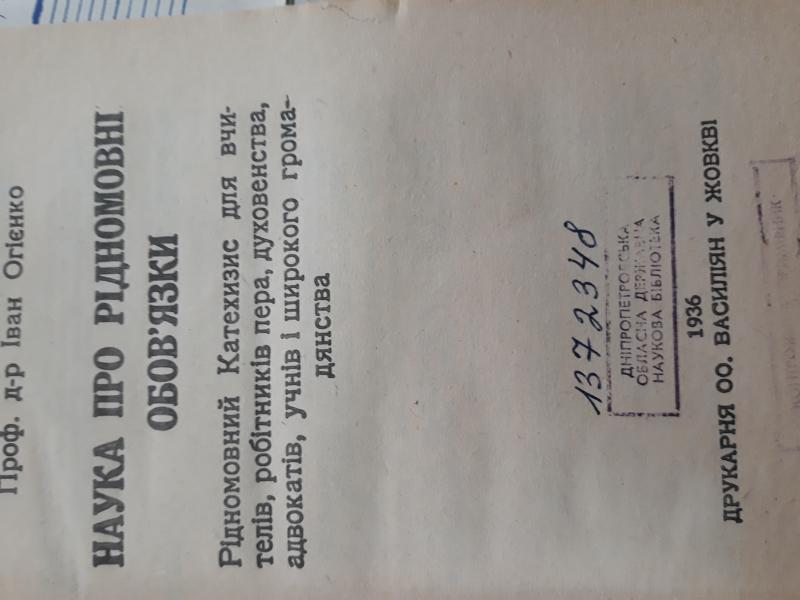 Проф. д-р Іван Огієнко
НАУКА ПРО РІДНОМОВНІ
ОБОВ'ЯЗКИ
Рідномовний Катехизис для вчи-
телів, робітників пера, духовенства,
адвокатів, учнів і широкого грома-
дянства
1372348
ДНІПРОПЕТРОВСЬКА
ОБЛАСНА ДЕРЖАВНА
НАУКОВА БІБЛІОТЕКА
1936
ДРУКАРНЯ ОО. ВАСИЛІЯН У ЖОВКВІ